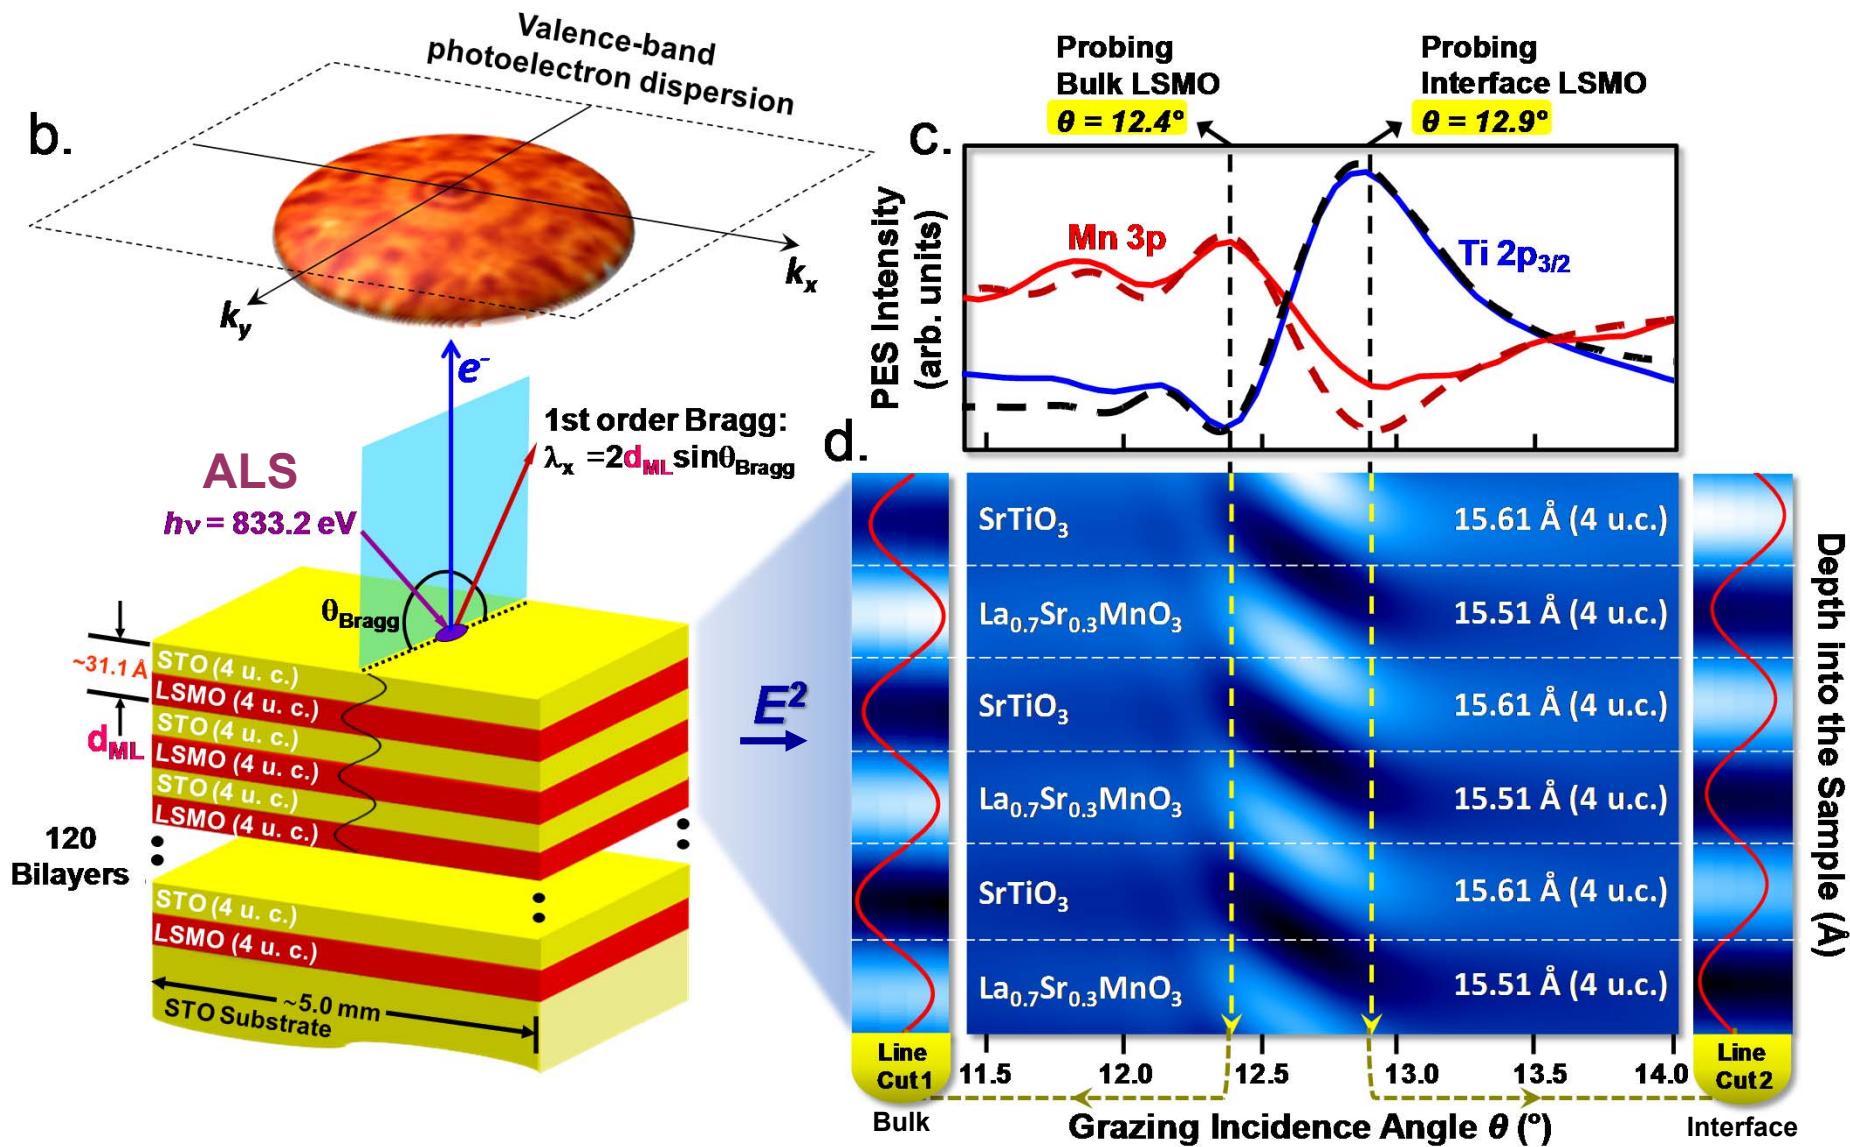 b.
Valence-band
photoelectron dispersion
kx
ky
e-
1st order Bragg:
λx =2dMLsinθBragg
ALS
hν = 833.2 eV
θBragg
~31.1 Å
dML
STO (4 u. c.)
LSMO (4 u. c.)
STO (4 u. c.)
LSMO (4 u. c.)
STO (4 u. c.)
LSMO (4 u. c.)
120
Bilayers
STO (4 u. c.)
LSMO (4 u. c.)
~5.0 mm
STO Substrate
E²
c.
Probing
Bulk LSMO
θ = 12.4°
Probing
Interface LSMO
θ = 12.9°
PES Intensity
(arb. units)
Mn 3p
Ti 2p3/2
d.
SrTiO₃ 15.61 Å (4 u.c.)
La₀.₇Sr₀.₃MnO₃ 15.51 Å (4 u.c.)
SrTiO₃ 15.61 Å (4 u.c.)
La₀.₇Sr₀.₃MnO₃ 15.51 Å (4 u.c.)
SrTiO₃ 15.61 Å (4 u.c.)
La₀.₇Sr₀.₃MnO₃ 15.51 Å (4 u.c.)
Depth into the Sample (Å)
Line
Cut1
Bulk
11.5 12.0 12.5 13.0 13.5 14.0
Grazing Incidence Angle θ (°)
Line
Cut2
Interface